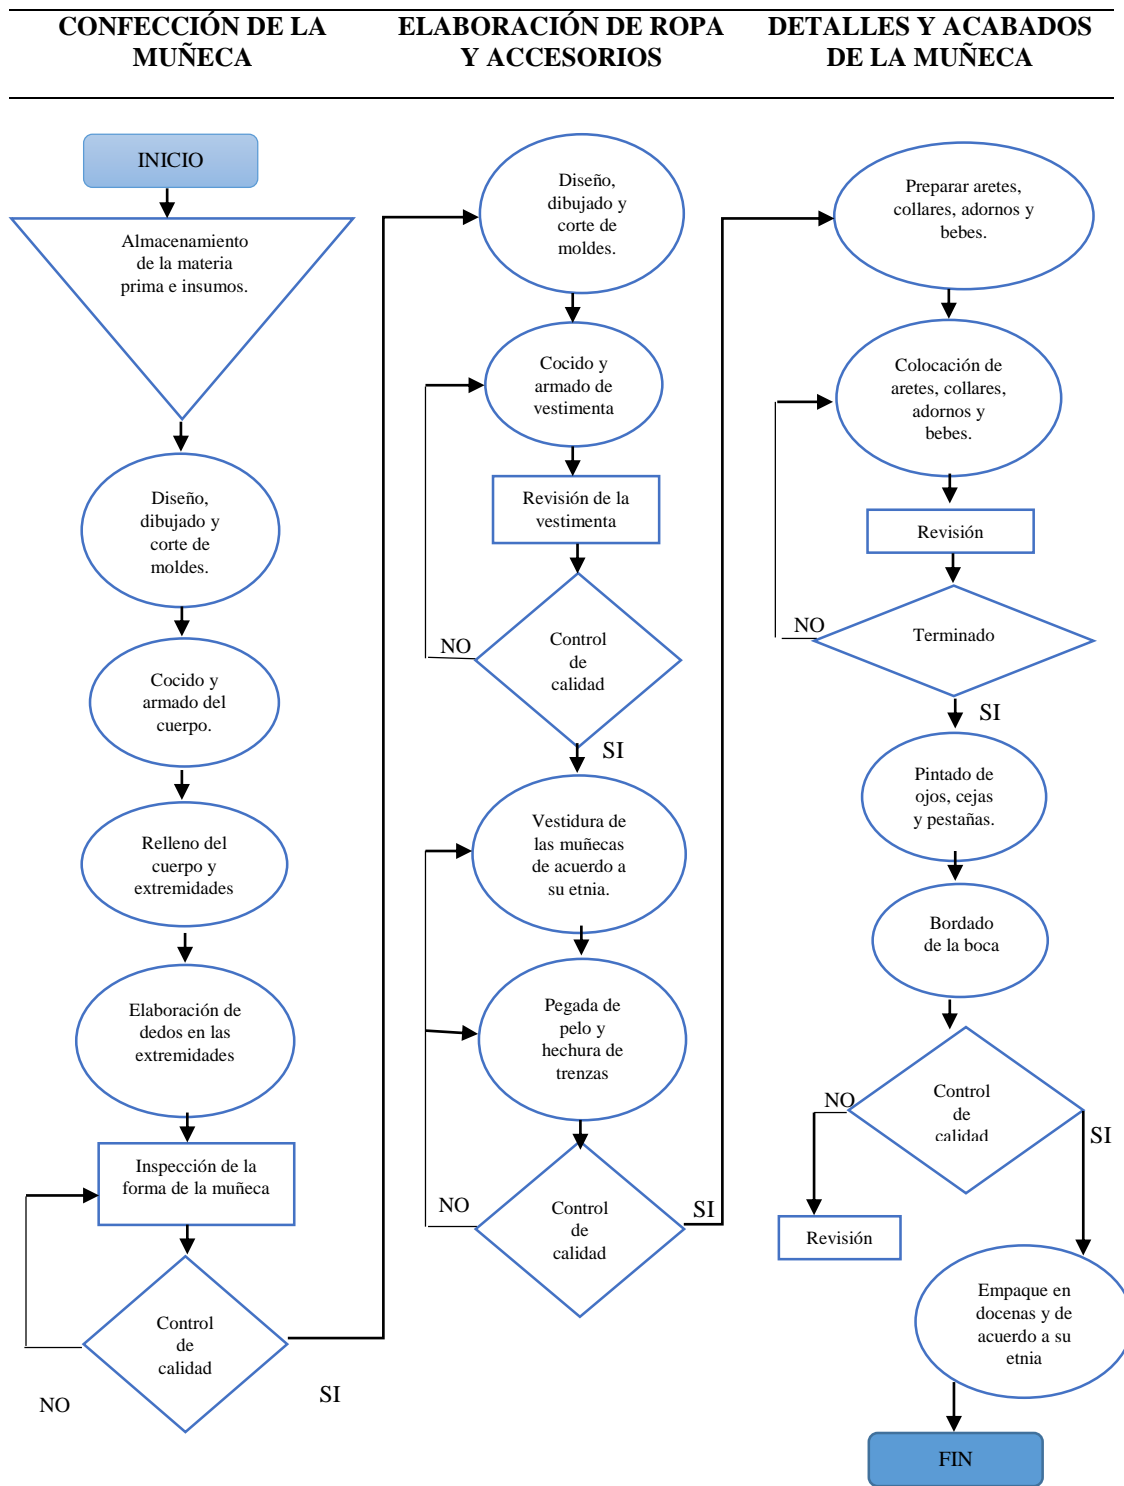 CONFECCIÓN DE LA
MUÑECA
ELABORACIÓN DE ROPA
Y ACCESORIOS
DETALLES Y ACABADOS
DE LA MUÑECA
INICIO
Almacenamiento
de la materia
prima e insumos.
Diseño,
dibujado y
corte de
moldes.
Cocido y
armado del
cuerpo.
Relleno del
cuerpo y
extremidades
Elaboración de
dedos en las
extremidades
Inspección de la
forma de la muñeca
Control
de
calidad
NO
SI
Diseño,
dibujado y
corte de
moldes.
Cocido y
armado de
vestimenta
Revisión de la
vestimenta
Control
de
calidad
NO
SI
Vestidura de
las muñecas
de acuerdo a
su etnia.
Pegada de
pelo y
hechura de
trenzas
Control
de
calidad
NO
SI
Preparar aretes,
collares, adornos y
bebes.
Colocación de
aretes, collares,
adornos y
bebes.
Revisión
Terminado
NO
SI
Pintado de
ojos, cejas
y pestañas.
Bordado
de la boca
Control
de
calidad
NO
SI
Revisión
Empaque en
docenas y de
acuerdo a su
etnia
FIN